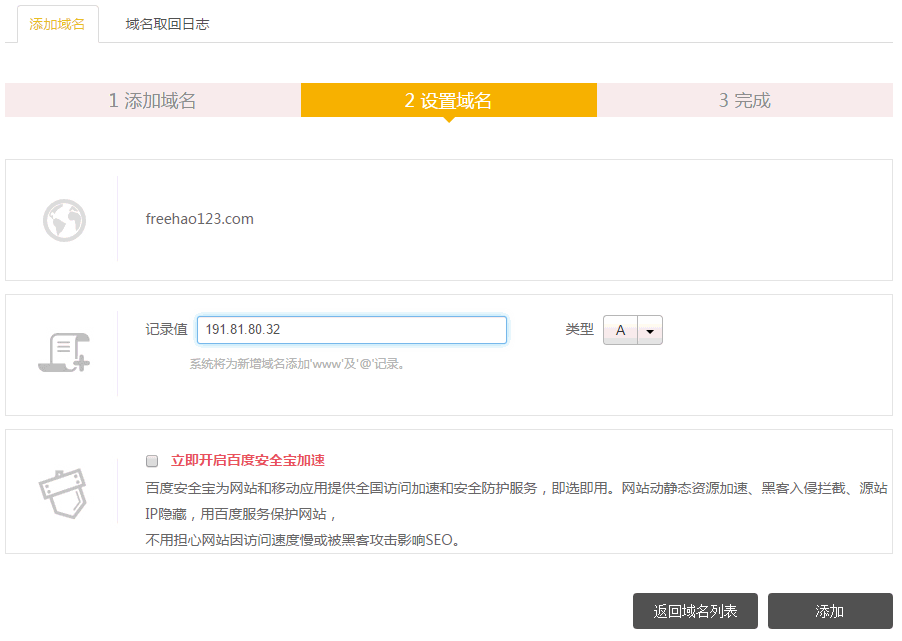 添加域名 域名取回日志
1 添加域名 2 设置域名 3 完成
freehao123.com
记录值 191.81.80.32 类型 A
系统将为新增域名添加'www'及'@'记录。
立即开启百度安全宝加速
百度安全宝为网站和移动应用提供全国访问加速和安全防护服务，即选即用。网站动静态资源加速、黑客入侵拦截、源站
IP隐藏，用百度服务保护网站，
不用担心网站因访问速度慢或被黑客攻击影响SEO。
返回域名列表 添加